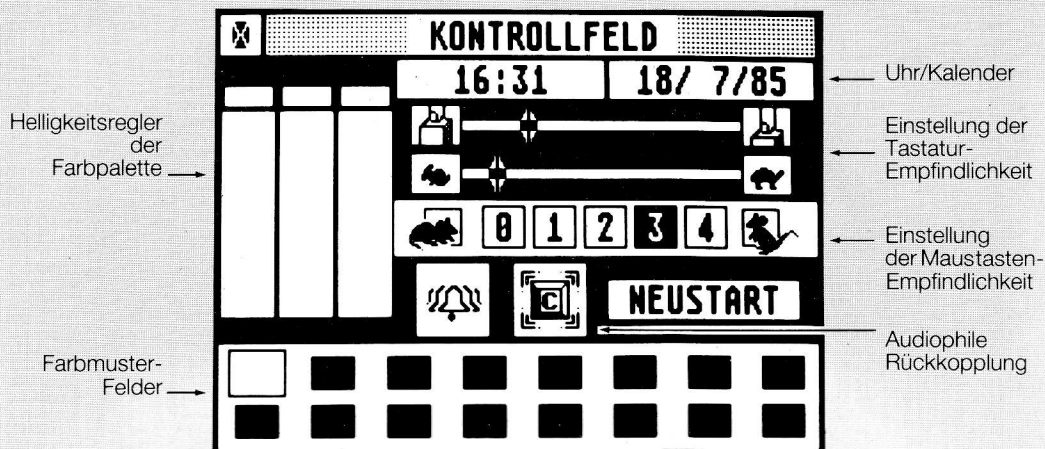 KONTROLLFELD
16:31
18/ 7/85
Uhr/Kalender
Helligkeitsregler
der
Farbpalette
Einstellung der
Tastatur-
Empfindlichkeit
0 1 2 3 4
Einstellung
der Maustasten-
Empfindlichkeit
C
NEUSTART
Audiophile
Rückkopplung
Farbmuster-
Felder